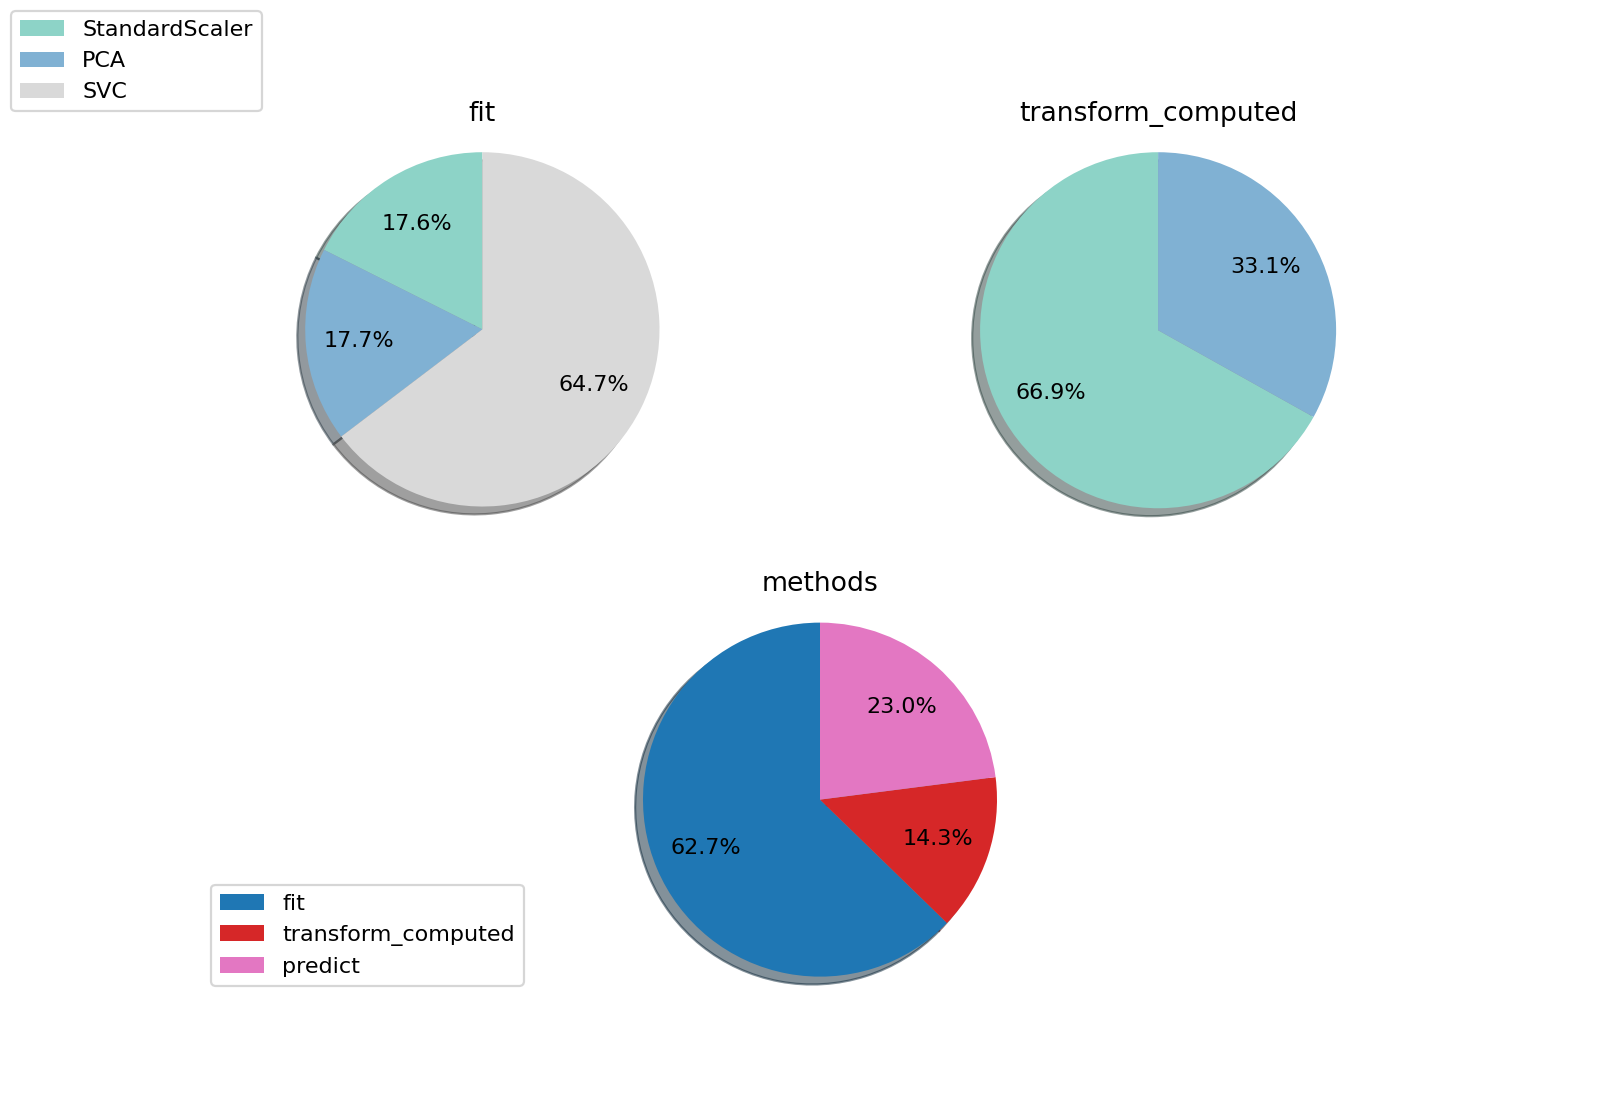 StandardScaler
PCA
SVC
fit
17.6%
17.7%
64.7%
transform_computed
33.1%
66.9%
methods
23.0%
14.3%
62.7%
fit
transform_computed
predict